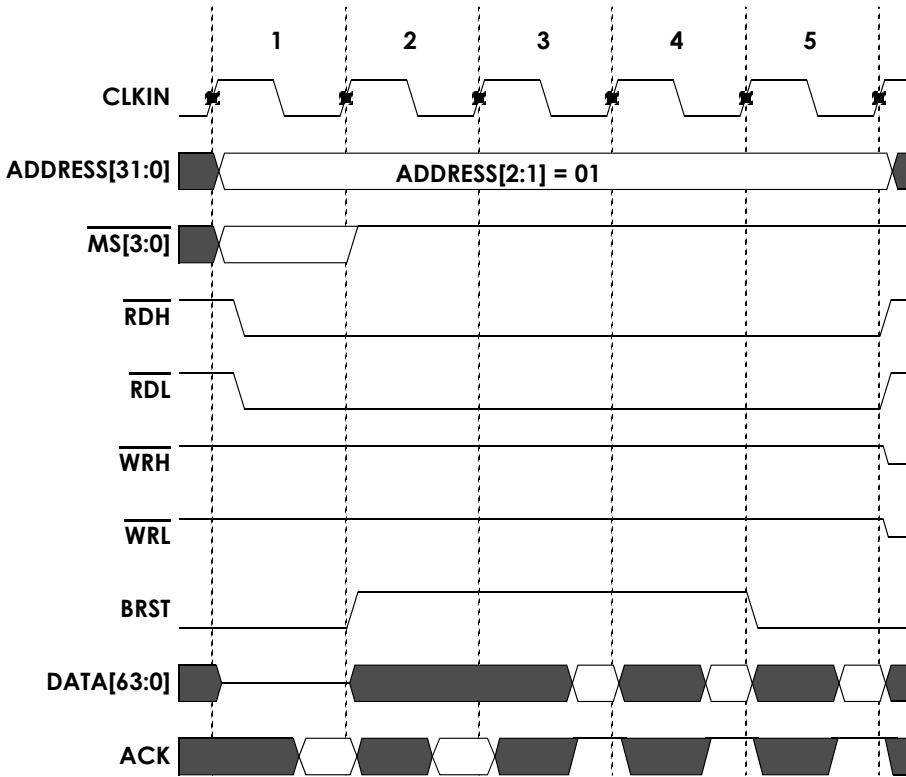 1 2 3 4 5
CLKIN
ADDRESS[31:0] ADDRESS[2:1] = 01
MS[3:0]
RDH
RDL
WRH
WRL
BRST
DATA[63:0]
ACK